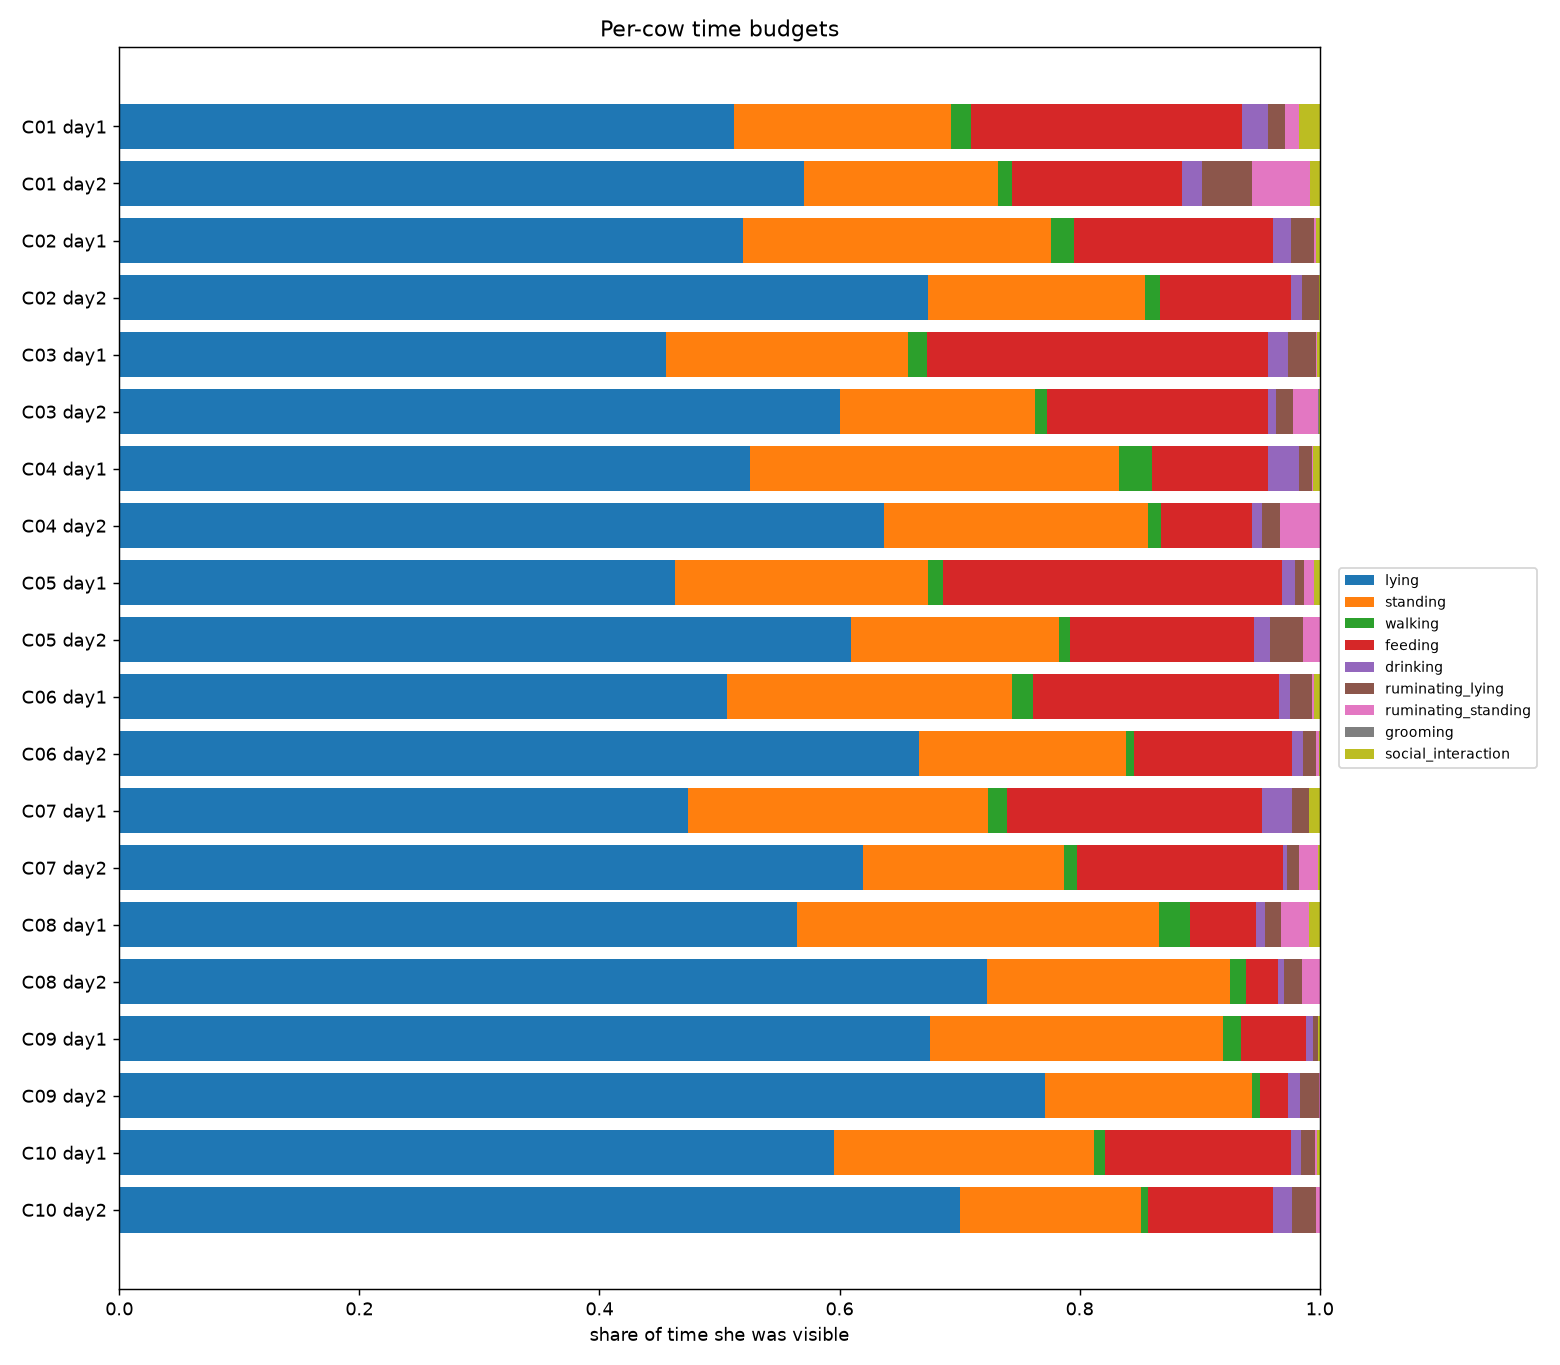 Per-cow time budgets
C01 day1
C01 day2
C02 day1
C02 day2
C03 day1
C03 day2
C04 day1
C04 day2
C05 day1
C05 day2
C06 day1
C06 day2
C07 day1
C07 day2
C08 day1
C08 day2
C09 day1
C09 day2
C10 day1
C10 day2
0.0 0.2 0.4 0.6 0.8 1.0
share of time she was visible
lying
standing
walking
feeding
drinking
ruminating_lying
ruminating_standing
grooming
social_interaction